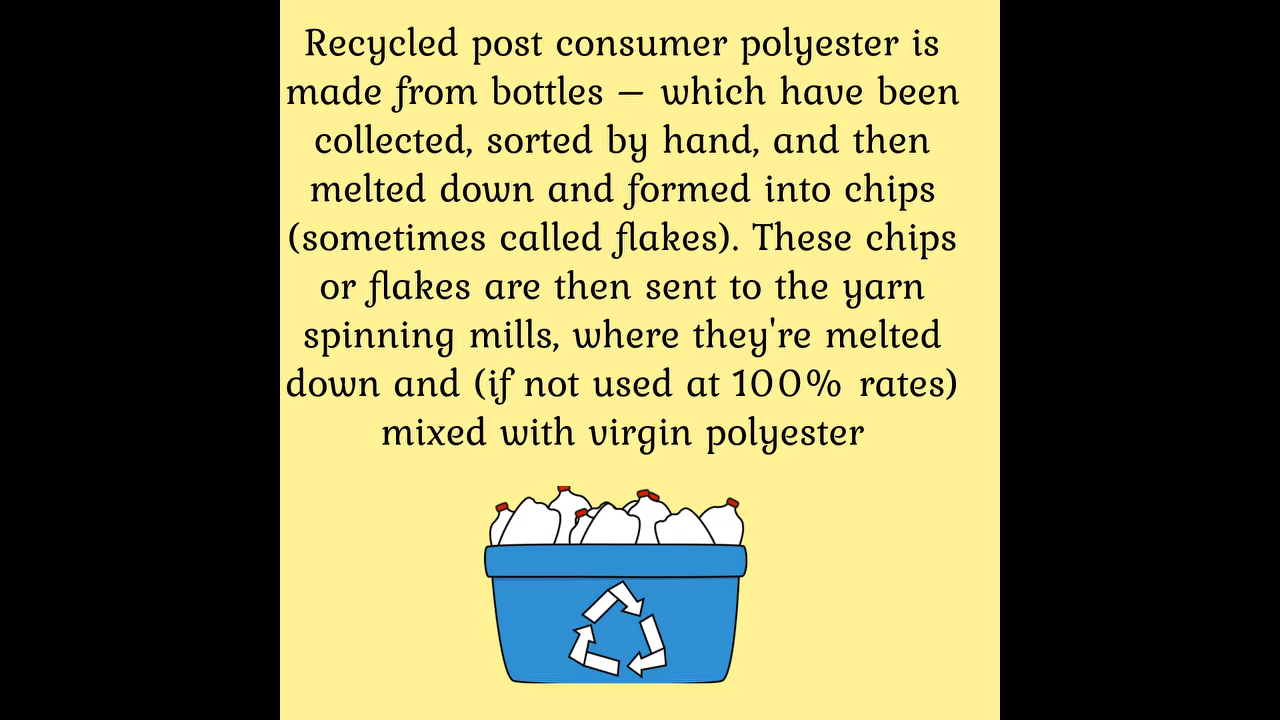 Recycled post consumer polyester is
made from bottles – which have been
collected, sorted by hand, and then
melted down and formed into chips
(sometimes called flakes). These chips
or flakes are then sent to the yarn
spinning mills, where they're melted
down and (if not used at 100% rates)
mixed with virgin polyester